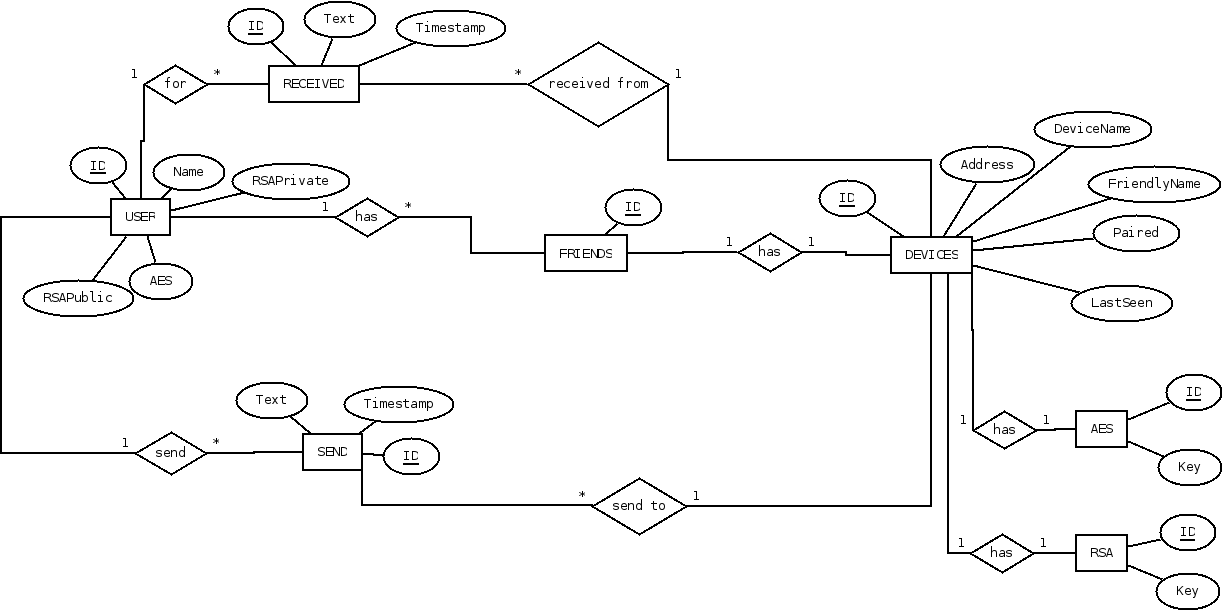 ID
Text
Timestamp
1
for
*
RECEIVED
*
received from
1
DeviceName
Address
FriendlyName
ID
Name
RSAPrivate
ID
ID
Paired
USER
1
has
*
FRIENDS
1
has
1
DEVICES
RSAPublic
AES
LastSeen
Text
Timestamp
ID
1
send
*
SEND
ID
1
has
1
AES
Key
*
send to
1
ID
1
has
1
RSA
Key